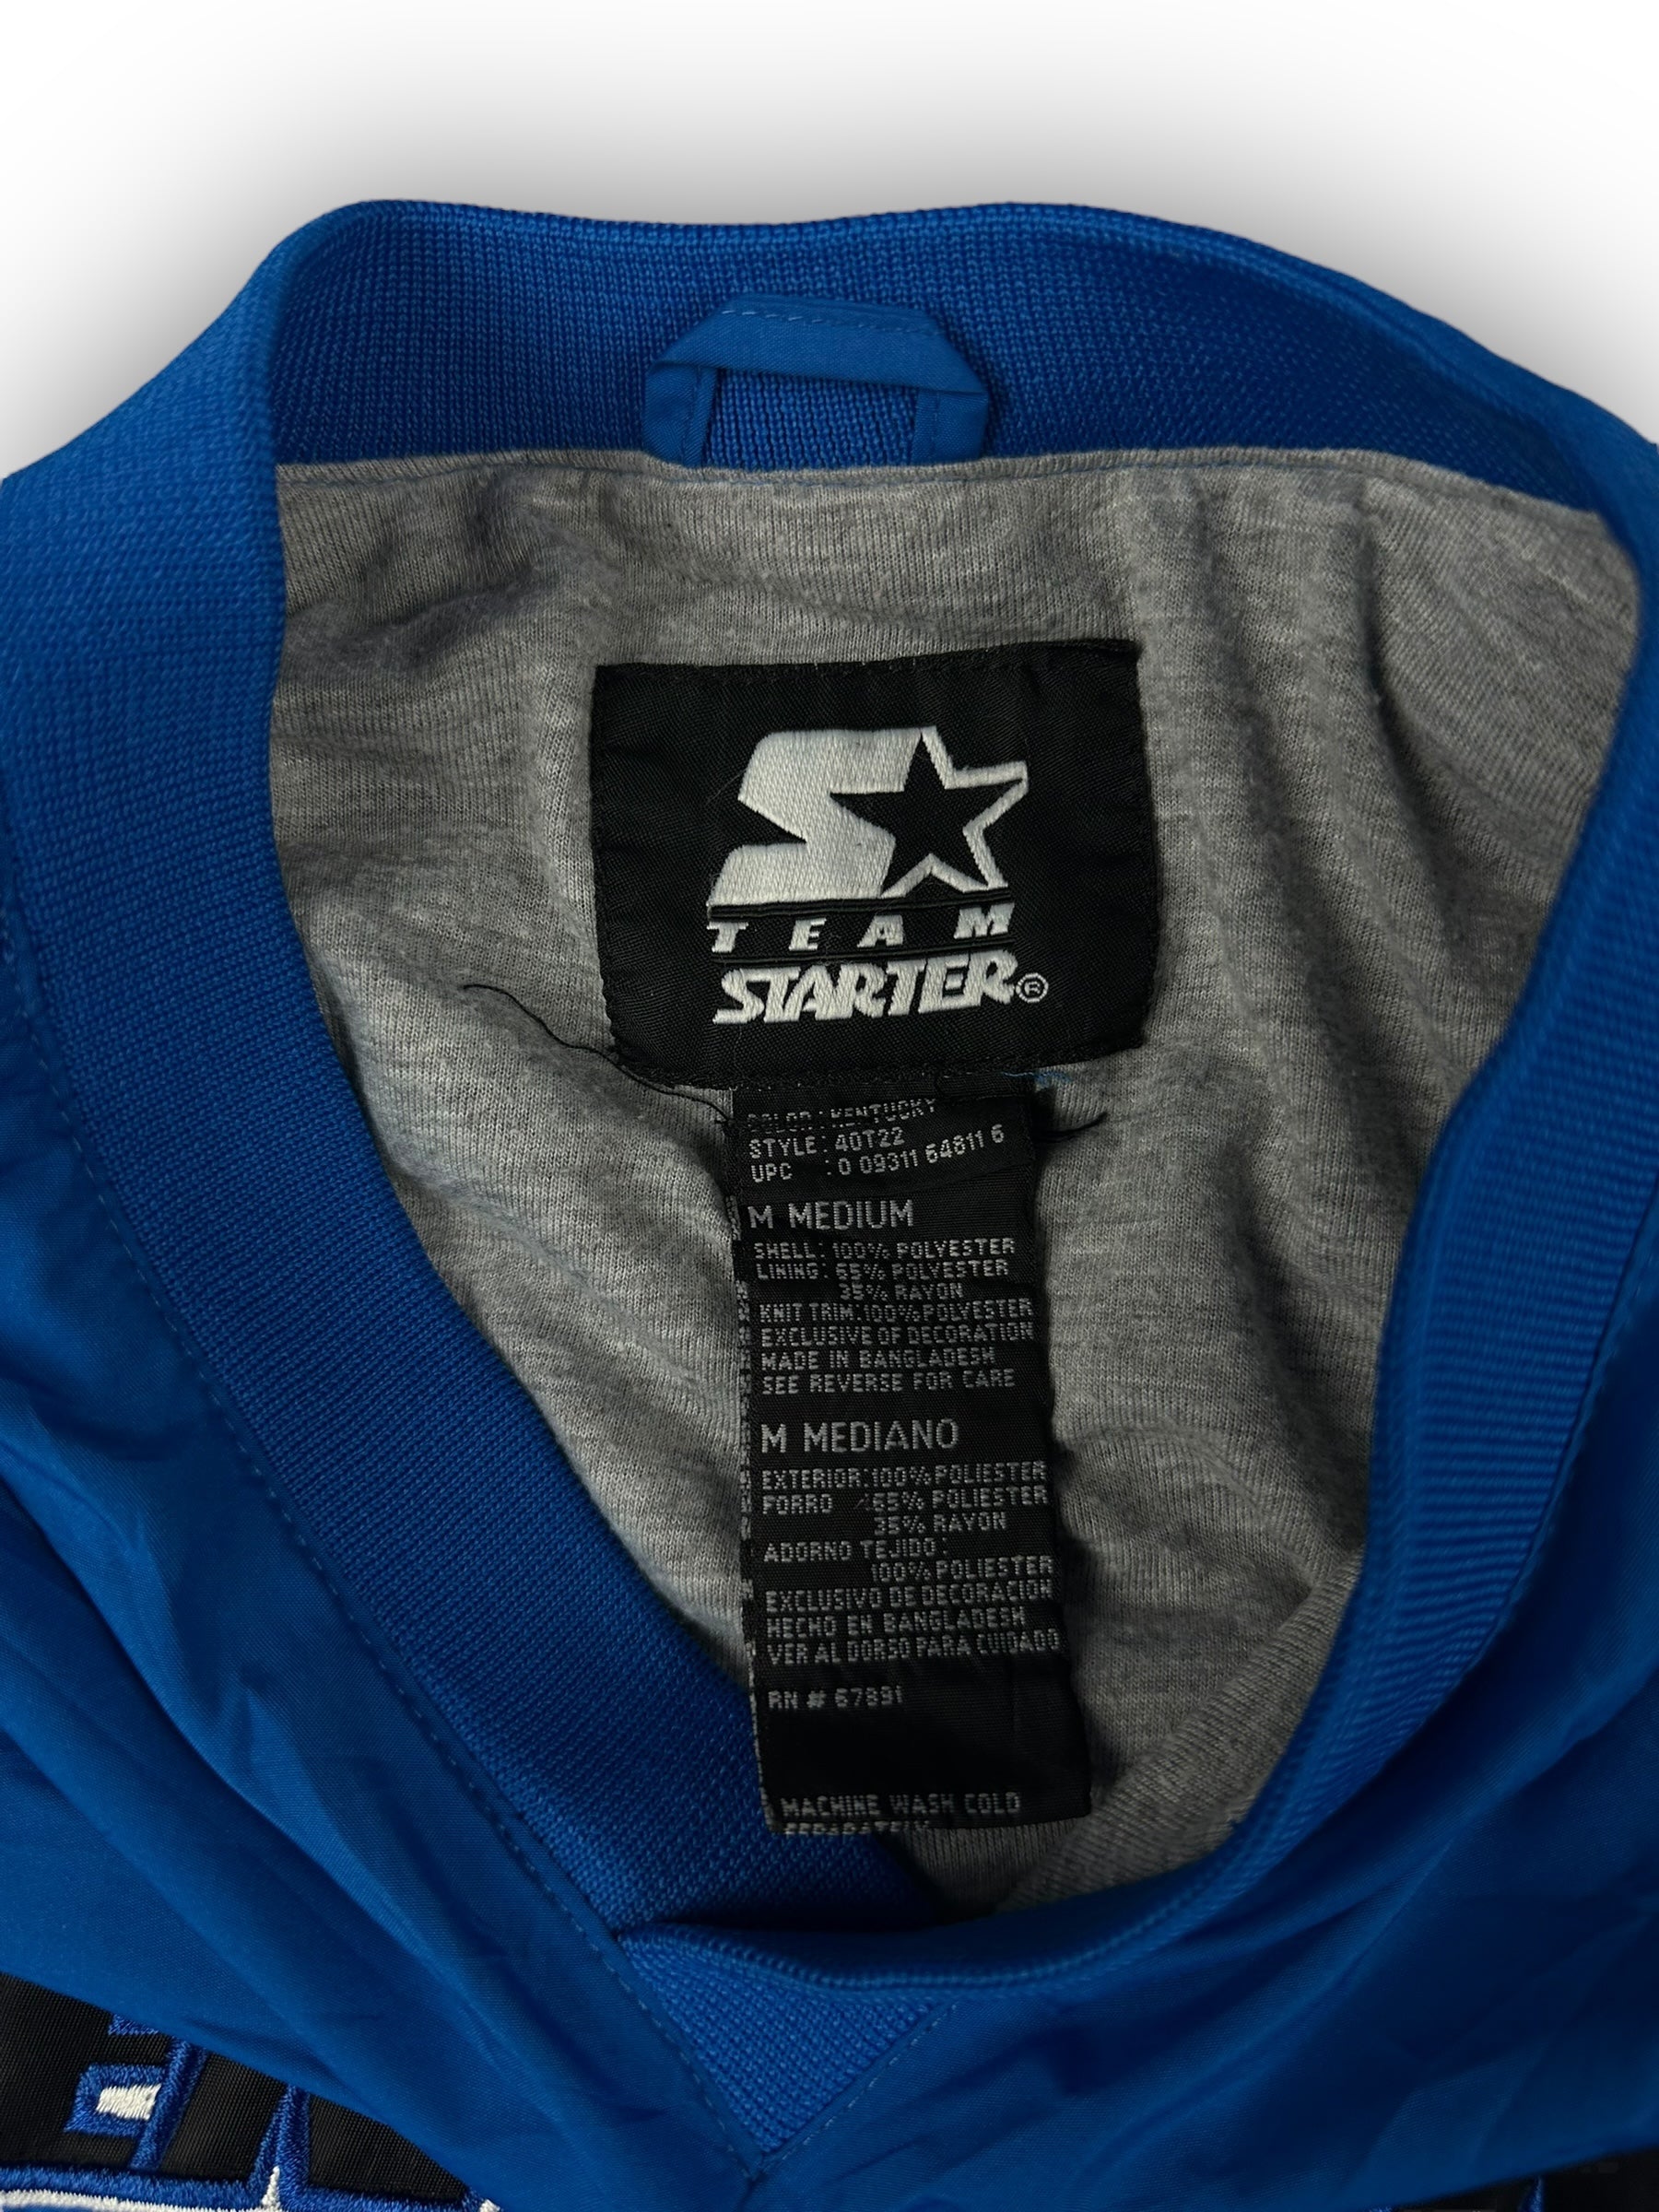 TEAM
STARTER®
COLOR : KENTUCKY
STYLE : 40T22
UPC : 0 09311 64811 6
M MEDIUM
SHELL : 100% POLYESTER
LINING : 65% POLYESTER
35% RAYON
KNIT TRIM : 100% POLYESTER
EXCLUSIVE OF DECORATION
MADE IN BANGLADESH
SEE REVERSE FOR CARE
M MEDIANO
EXTERIOR : 100% POLIESTER
FORRO : 65% POLIESTER
35% RAYON
ADORNO TEJIDO :
100% POLIESTER
EXCLUSIVO DE DECORACION
HECHO EN BANGLADESH
VER AL DORSO PARA CUIDADO
RN # 67891
MACHINE WASH COLD
SEPARATELY